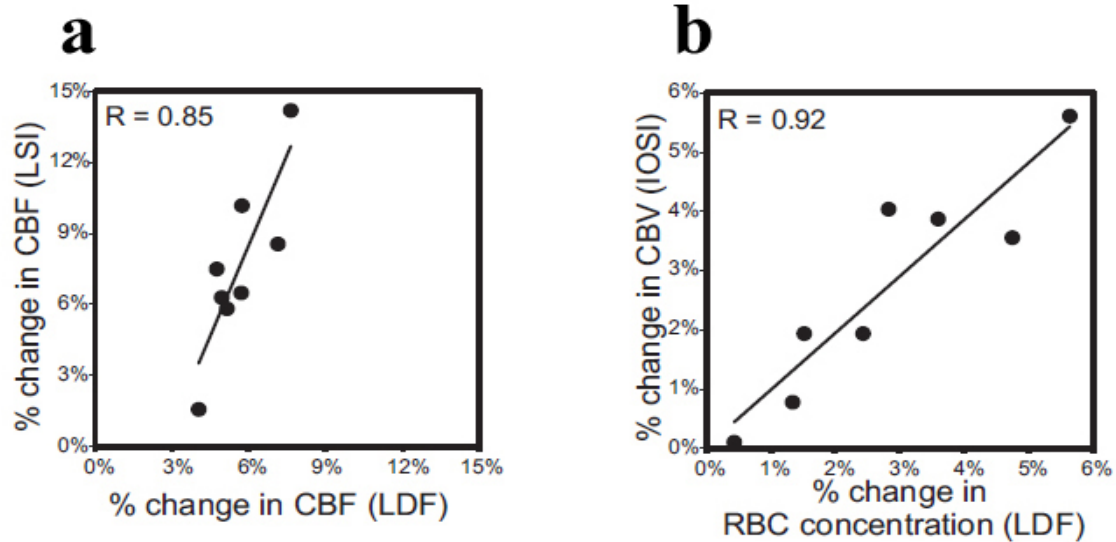 a
R = 0.85
15%
12%
9%
6%
3%
0%
% change in CBF (LSI)
0%
3%
6%
9%
12%
15%
% change in CBF (LDF)
b
R = 0.92
6%
5%
4%
3%
2%
1%
0%
% change in CBV (IOSI)
0%
1%
2%
3%
4%
5%
6%
% change in
RBC concentration (LDF)